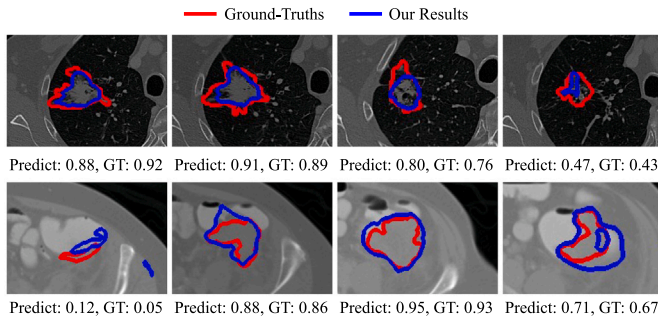 Ground-Truths Our Results
Predict: 0.88, GT: 0.92 Predict: 0.91, GT: 0.89 Predict: 0.80, GT: 0.76 Predict: 0.47, GT: 0.43
Predict: 0.12, GT: 0.05 Predict: 0.88, GT: 0.86 Predict: 0.95, GT: 0.93 Predict: 0.71, GT: 0.67